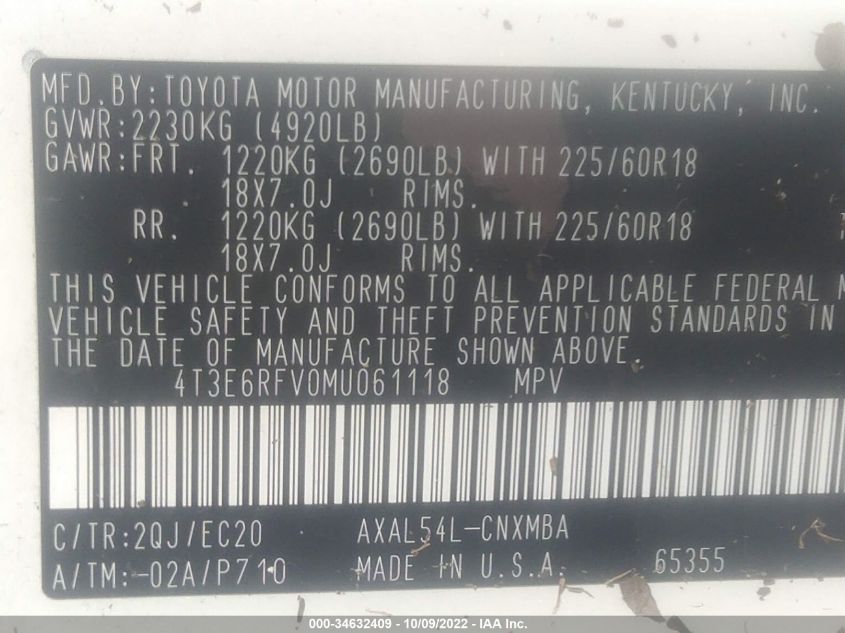 MFD.BY:TOYOTA MOTOR MANUFACTURING, KENTUCKY, INC.
GVWR:2230KG (4920LB)
GAWR:FRT. 1220KG (2690LB) WITH 225/60R18
18X7.0J RIMS.
RR. 1220KG (2690LB) WITH 225/60R18
18X7.0J RIMS.
THIS VEHICLE CONFORMS TO ALL APPLICABLE FEDERAL
VEHICLE SAFETY AND THEFT PREVENTION STANDARDS IN
THE DATE OF MANUFACTURE SHOWN ABOVE.
4T3E6RFV0MU061118 MPV
C/TR:2QJ/EC20 AXAL54L-CNXMBA
A/TM:-02A/P710 MADE IN U.S.A. 65355
000-34632409 - 10/09/2022 - IAA Inc.